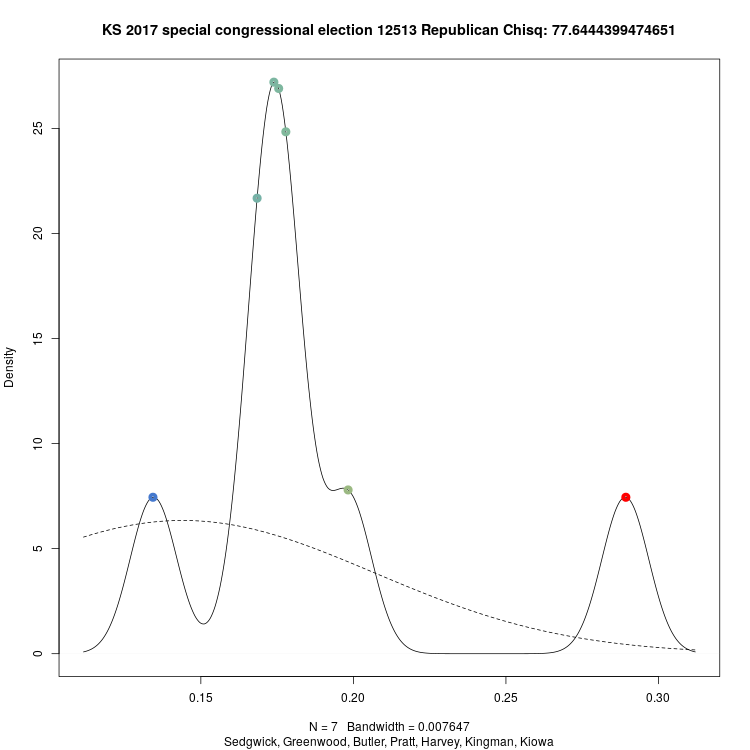 KS 2017 special congressional election 12513 Republican Chisq: 77.6444399474651
25
20
15
10
5
0
Density
0.15 0.20 0.25 0.30
N = 7 Bandwidth = 0.007647
Sedgwick, Greenwood, Butler, Pratt, Harvey, Kingman, Kiowa